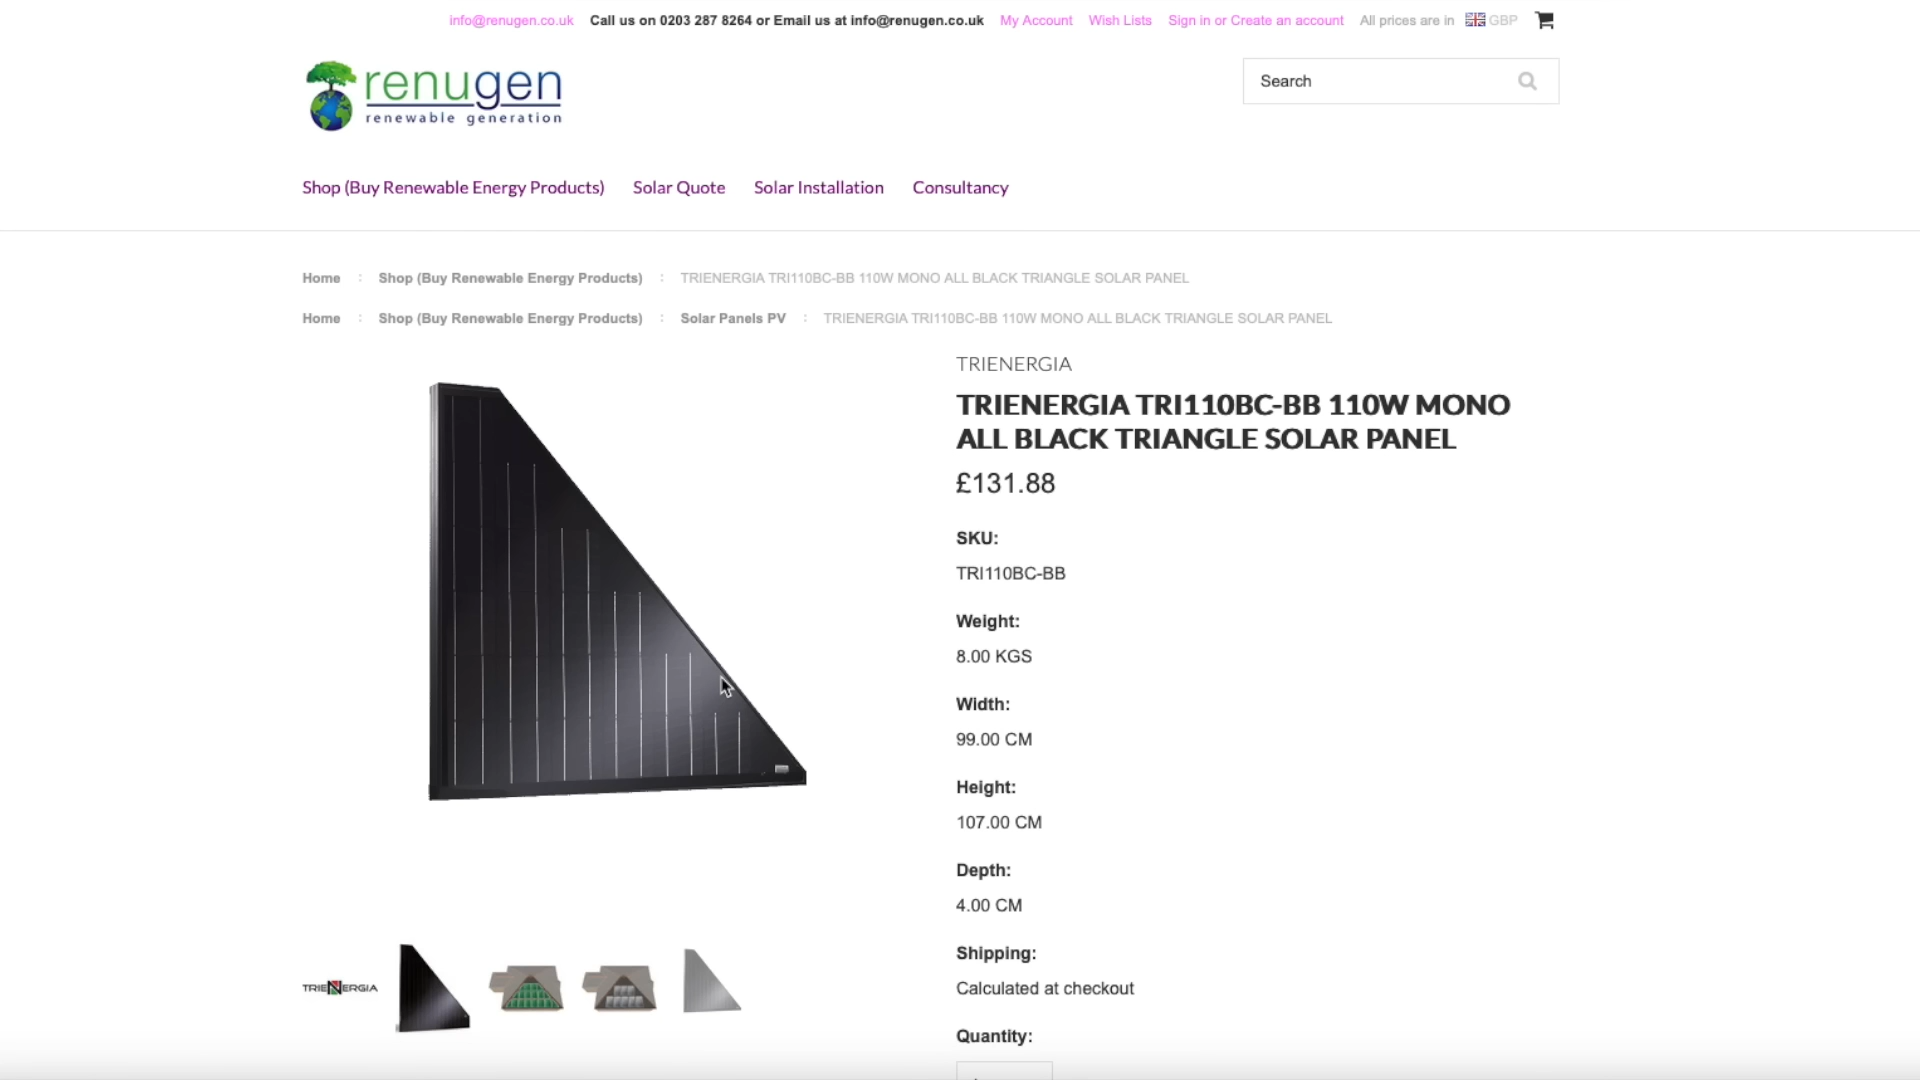 info@renugen.co.uk Call us on 0203 287 8264 or Email us at info@renugen.co.uk My Account Wish Lists Sign in or Create an account All prices are in GBP
renugen
renewable generation
Search
Shop (Buy Renewable Energy Products) Solar Quote Solar Installation Consultancy
Home : Shop (Buy Renewable Energy Products) : TRIENERGIA TRI110BC-BB 110W MONO ALL BLACK TRIANGLE SOLAR PANEL
Home : Shop (Buy Renewable Energy Products) : Solar Panels PV : TRIENERGIA TRI110BC-BB 110W MONO ALL BLACK TRIANGLE SOLAR PANEL
TRIENERGIA
TRIENERGIA TRI110BC-BB 110W MONO
ALL BLACK TRIANGLE SOLAR PANEL
£131.88
SKU:
TRI110BC-BB
Weight:
8.00 KGS
Width:
99.00 CM
Height:
107.00 CM
Depth:
4.00 CM
Shipping:
Calculated at checkout
Quantity:
TRIENERGIA